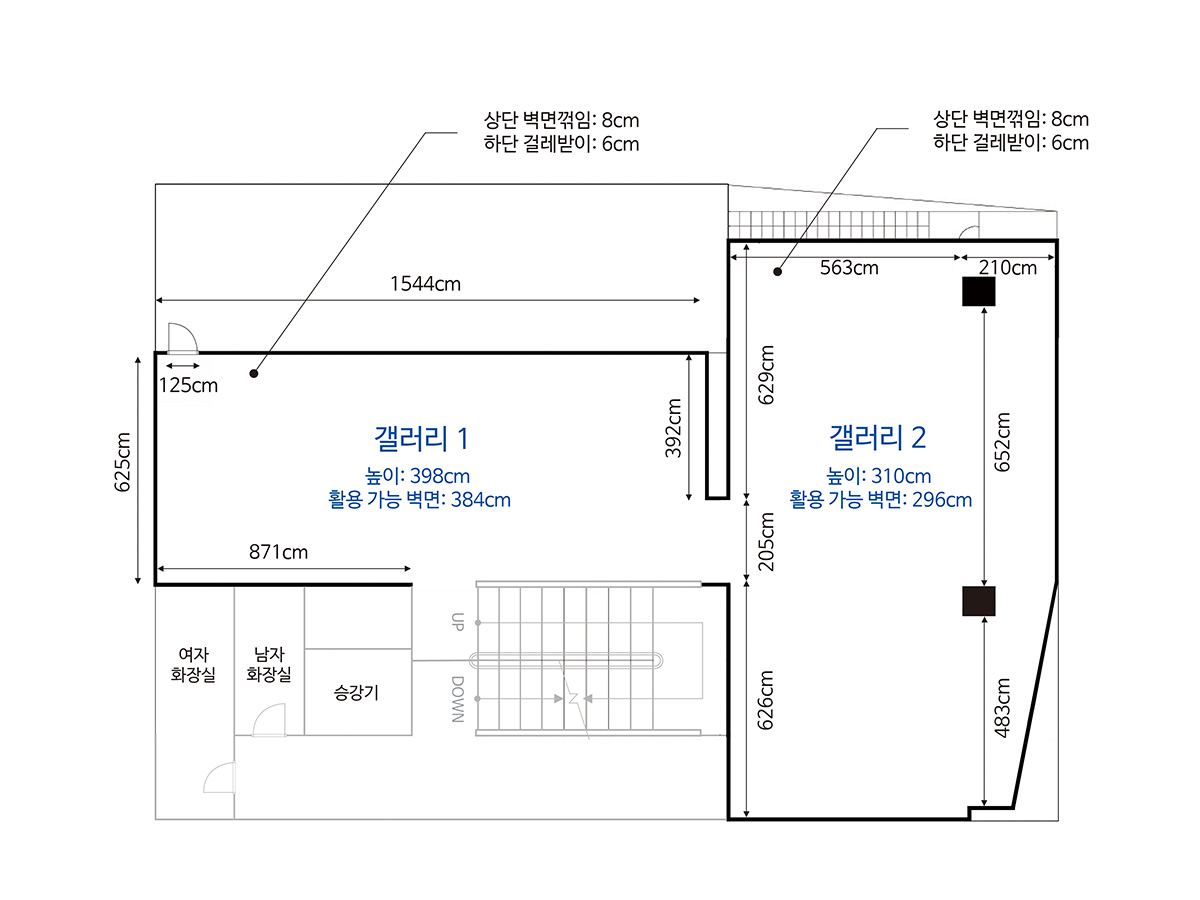 상단 벽면꺾임: 8cm
하단 걸레받이: 6cm
상단 벽면꺾임: 8cm
하단 걸레받이: 6cm
1544cm
563cm
210cm
125cm
625cm
392cm
629cm
652cm
갤러리 1
높이: 398cm
활용 가능 벽면: 384cm
갤러리 2
높이: 310cm
활용 가능 벽면: 296cm
871cm
205cm
UP
DOWN
여자
화장실
남자
화장실
승강기
626cm
483cm